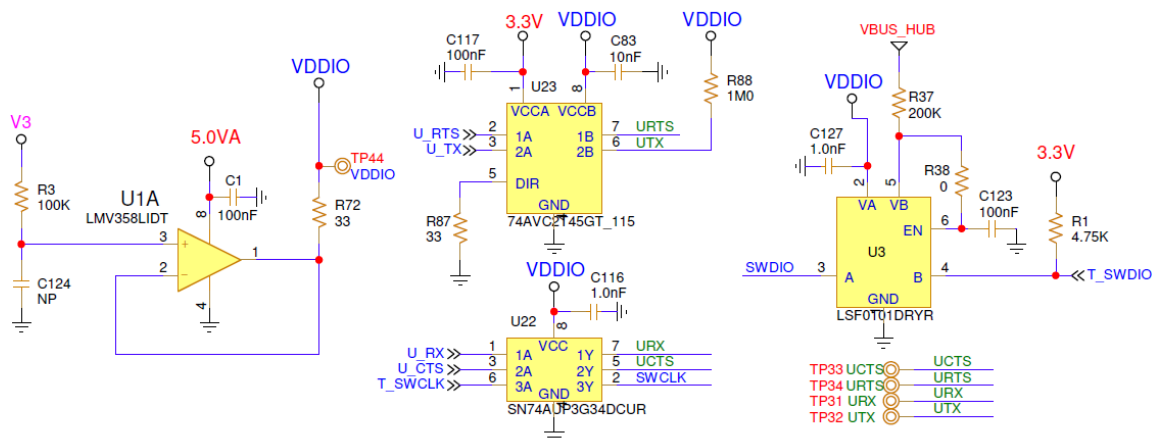 V3
R3
100K
C124
NP
U1A
LMV358LIDT
5.0VA
C1
100nF
8
3
+
2
−
1
4
VDDIO
TP44
VDDIO
R72
33
3.3V
VDDIO
VDDIO
C117
100nF
C83
10nF
R88
1M0
U23
1
8
VCCA VCCB
U_RTS 2 1A 1B 7 URTS
U_TX 3 2A 2B 6 UTX
5 DIR
GND
4
74AVC2T45GT_115
R87
33
VDDIO
C116
1.0nF
U22
8
VCC
U_RX 1 1A 1Y 7 URX
U_CTS 3 2A 2Y 5 UCTS
T_SWCLK 6 3A 3Y 2 SWCLK
GND
4
SN74AUP3G34DCUR
VBUS_HUB
VDDIO
R37
200K
C127
1.0nF
R38
0
3.3V
2
5
VA VB
EN 6
C123
100nF
R1
4.75K
U3
SWDIO 3 A B 4 T_SWDIO
GND
1
LSF0101DRYR
TP33 UCTS UCTS
TP34 URTS URTS
TP31 URX URX
TP32 UTX UTX